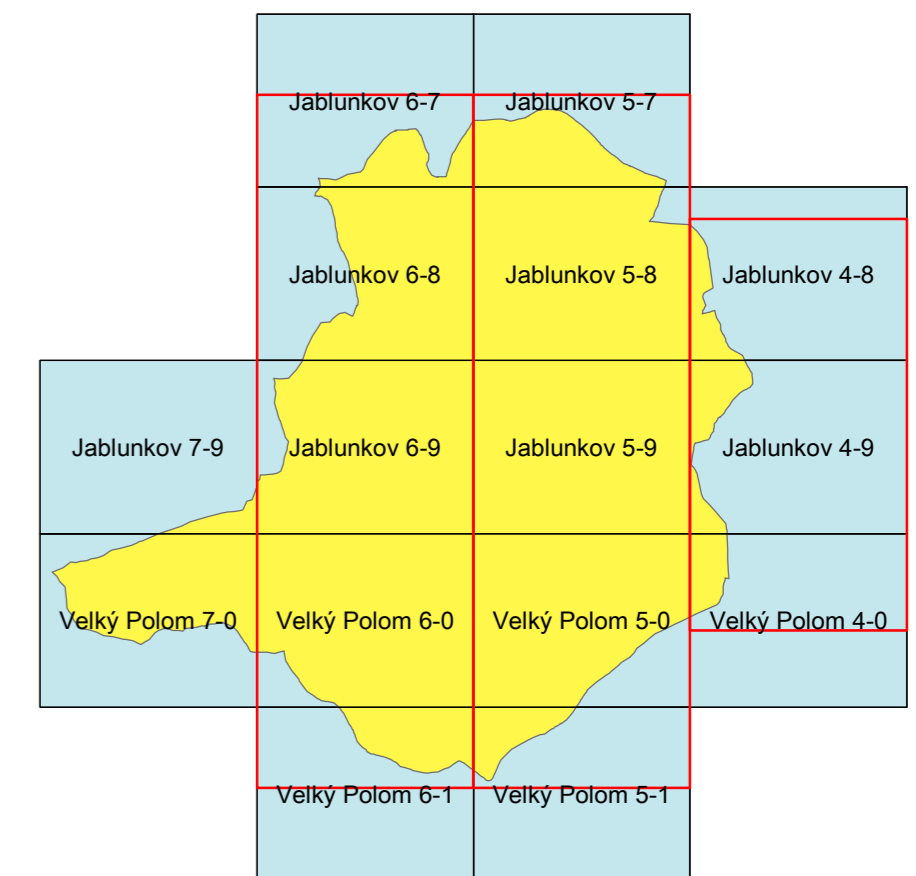 Jablunkov 6-7 Jablunkov 5-7
Jablunkov 6-8 Jablunkov 5-8 Jablunkov 4-8
Jablunkov 7-9 Jablunkov 6-9 Jablunkov 5-9 Jablunkov 4-9
Velký Polom 7-0 Velký Polom 6-0 Velký Polom 5-0 Velký Polom 4-0
Velký Polom 6-1 Velký Polom 5-1